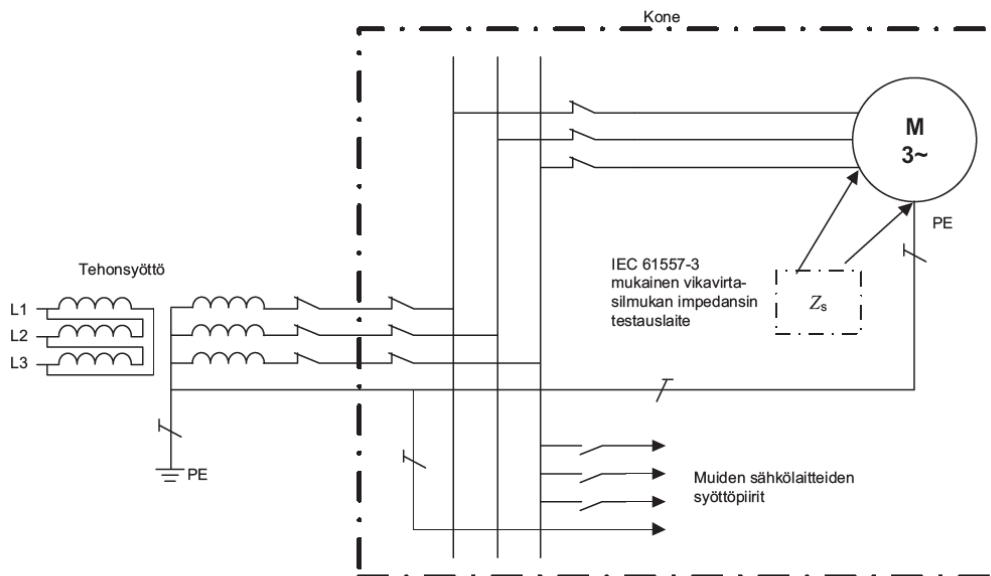 Kone
M
3~
PE
IEC 61557-3
mukainen vikavirta-
silmukan impedansin
testauslaite
Zs
Tehonsyöttö
L1
L2
L3
PE
Muiden sähkölaitteiden
syöttöpiirit